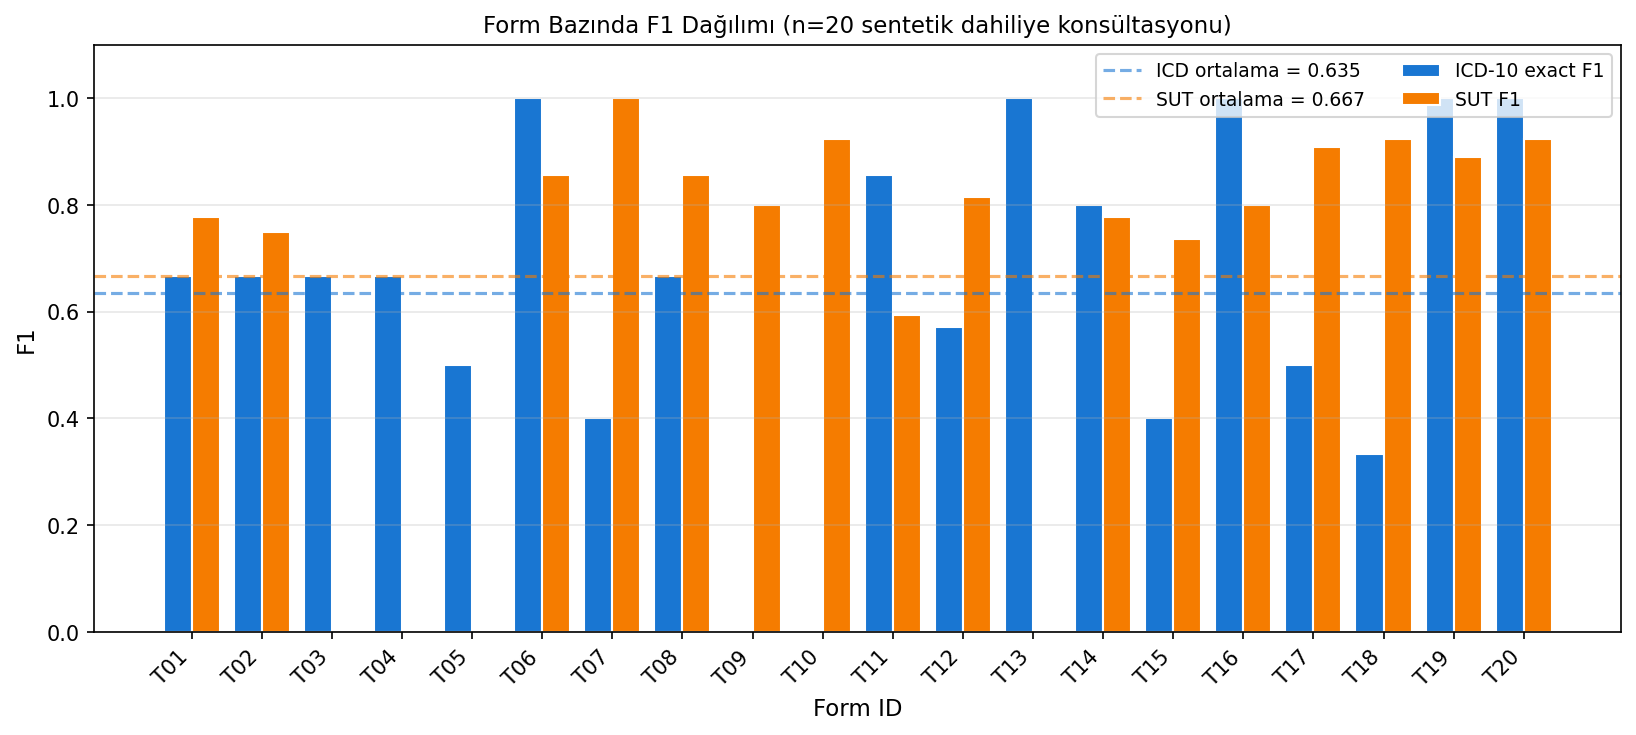 Form Bazında F1 Dağılımı (n=20 sentetik dahiliye konsültasyonu)
ICD ortalama = 0.635
SUT ortalama = 0.667
ICD-10 exact F1
SUT F1
F1
1.0
0.8
0.6
0.4
0.2
0.0
T01 T02 T03 T04 T05 T06 T07 T08 T09 T10 T11 T12 T13 T14 T15 T16 T17 T18 T19 T20
Form ID